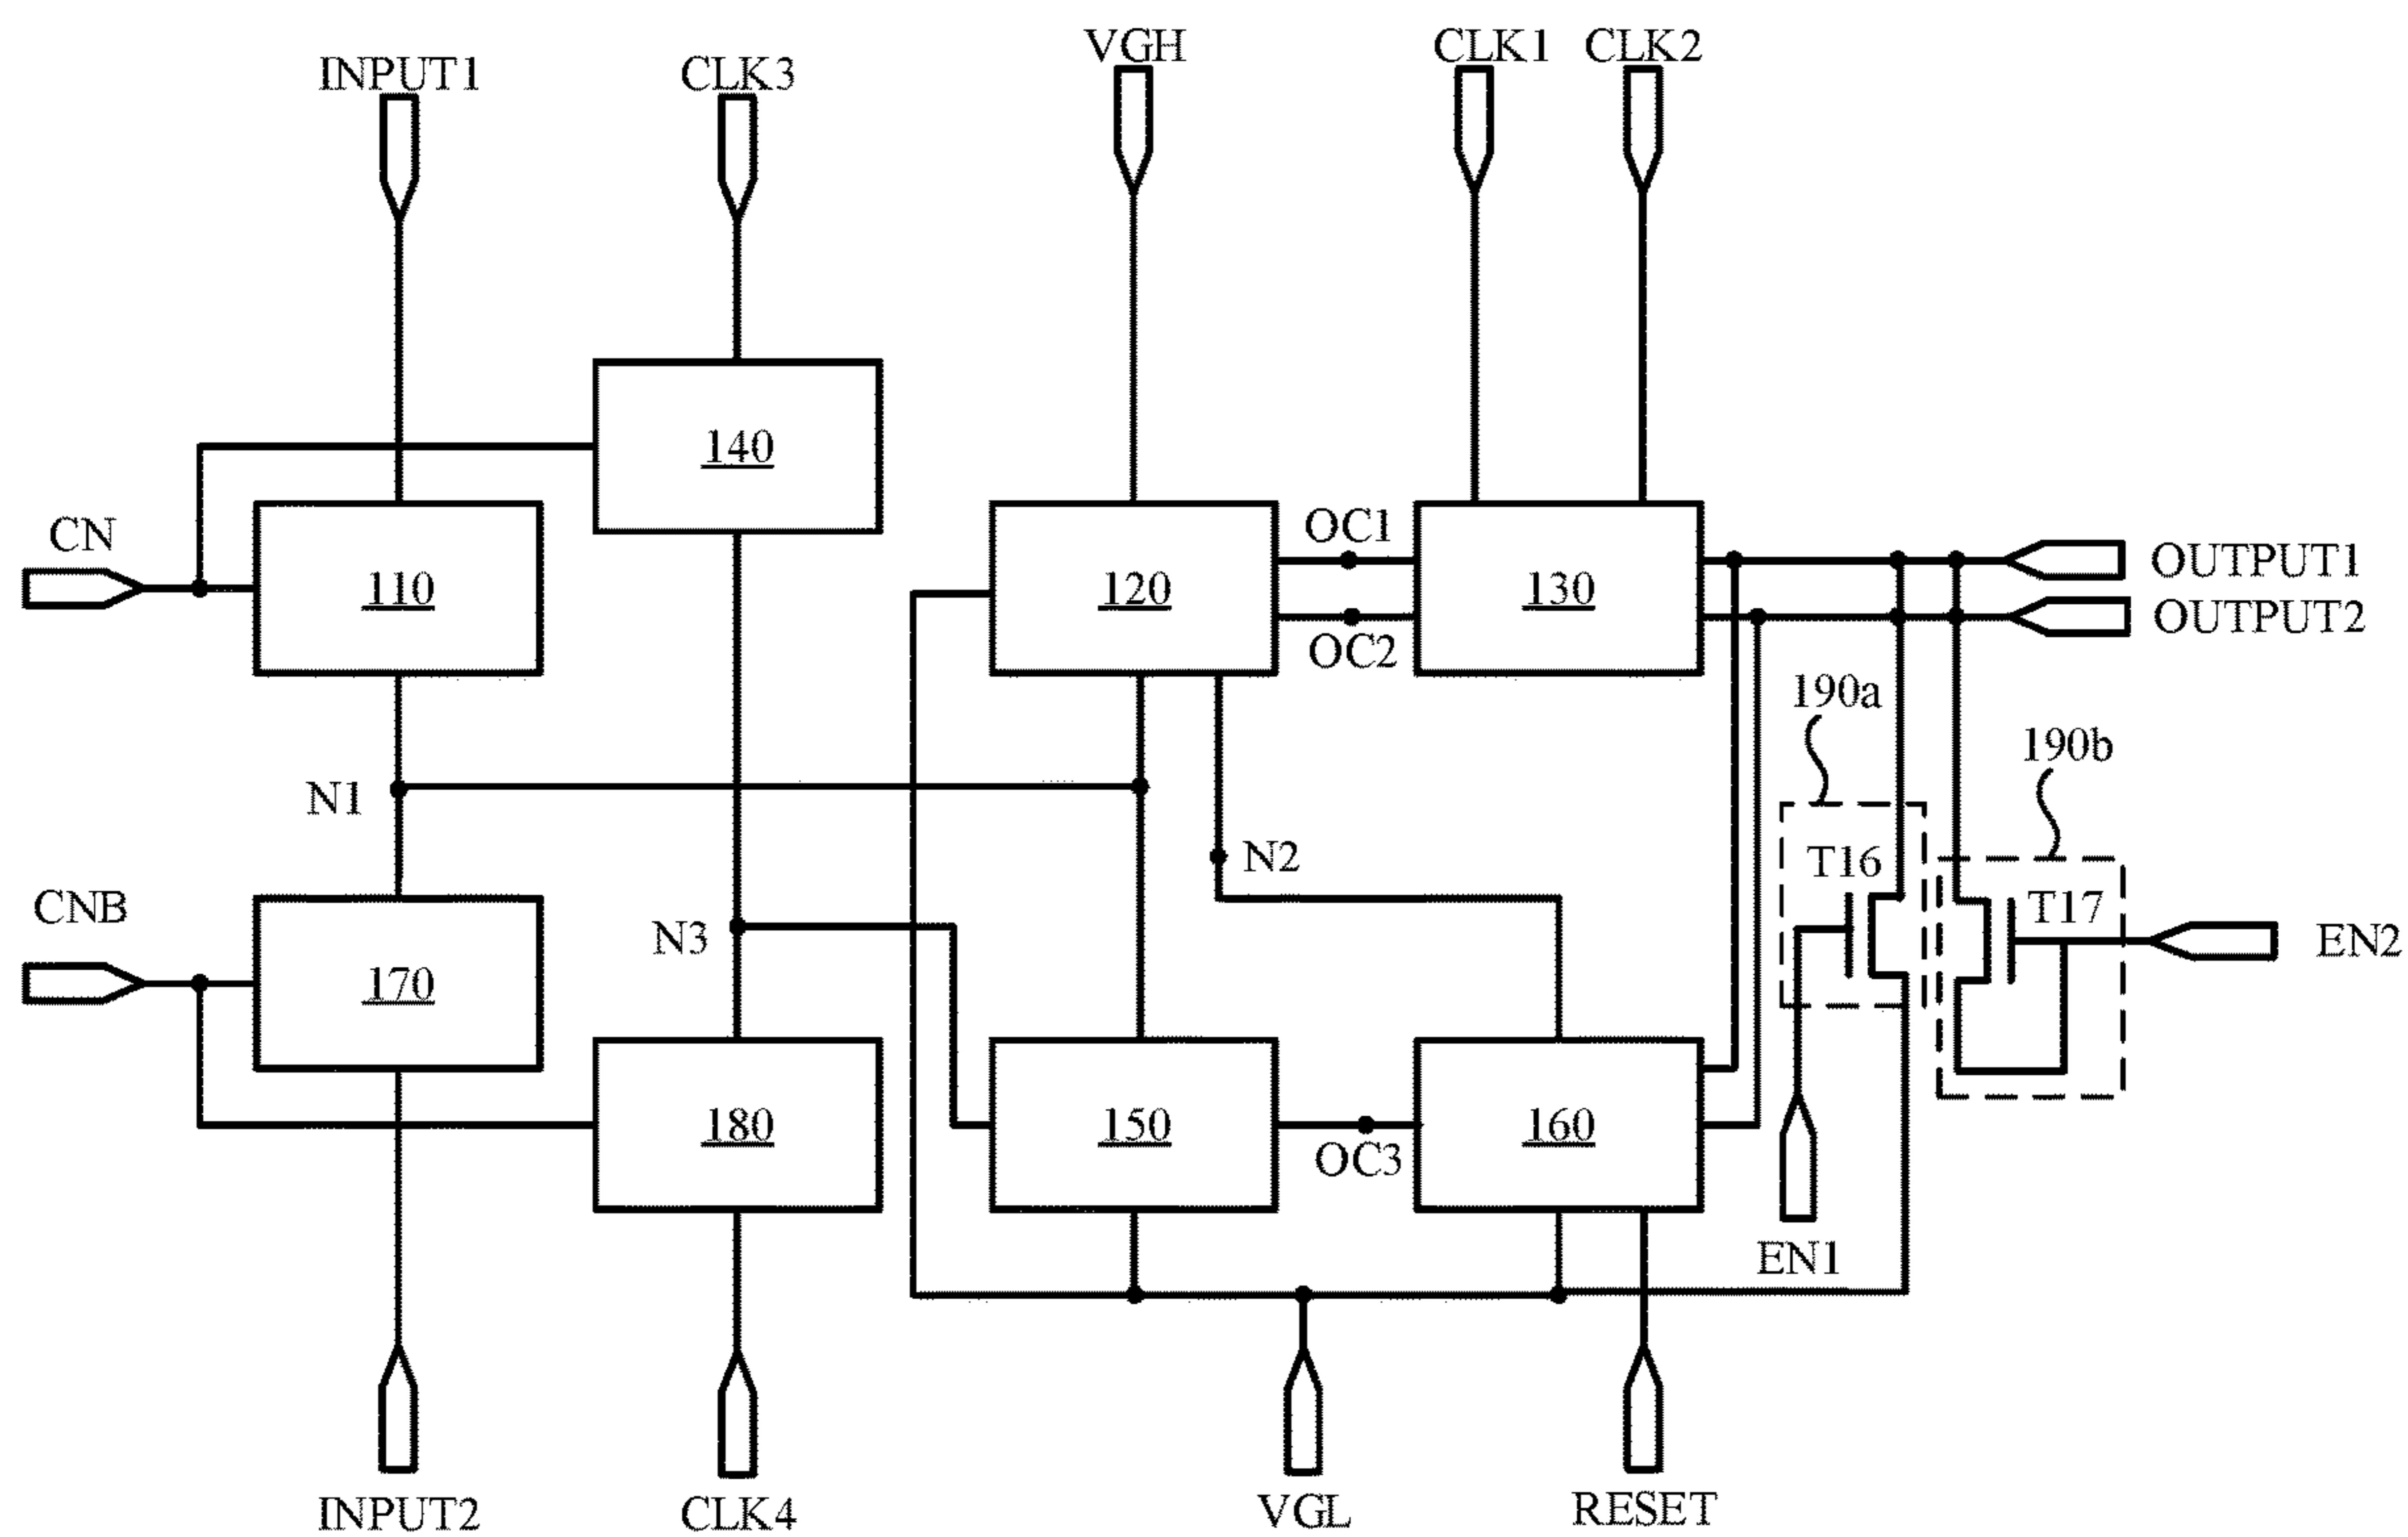 VGH
CLK1
CLK2
INPUT1
CLK3
140
CN
110
120
OC1
OC2
130
OUTPUT1
OUTPUT2
190a
190b
N1
N2
T16
T17
CNB
N3
EN2
170
180
150
OC3
160
EN1
INPUT2
CLK4
VGL
RESET